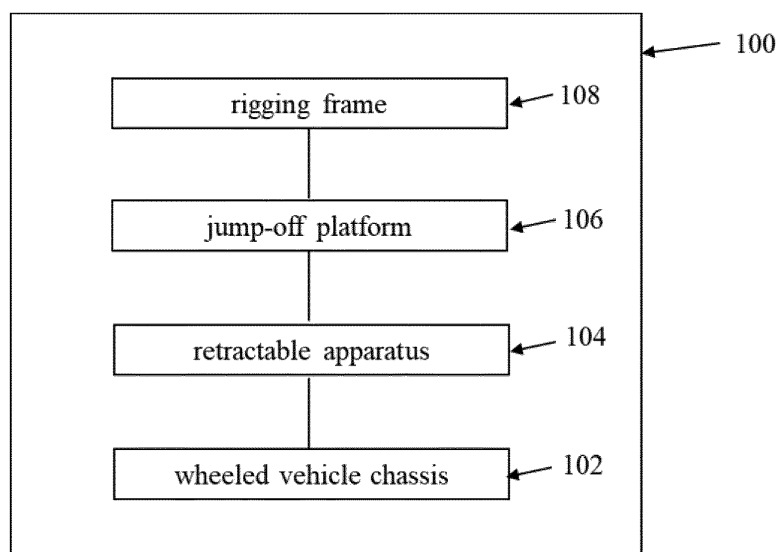 100
rigging frame
108
jump-off platform
106
retractable apparatus
104
wheeled vehicle chassis
102